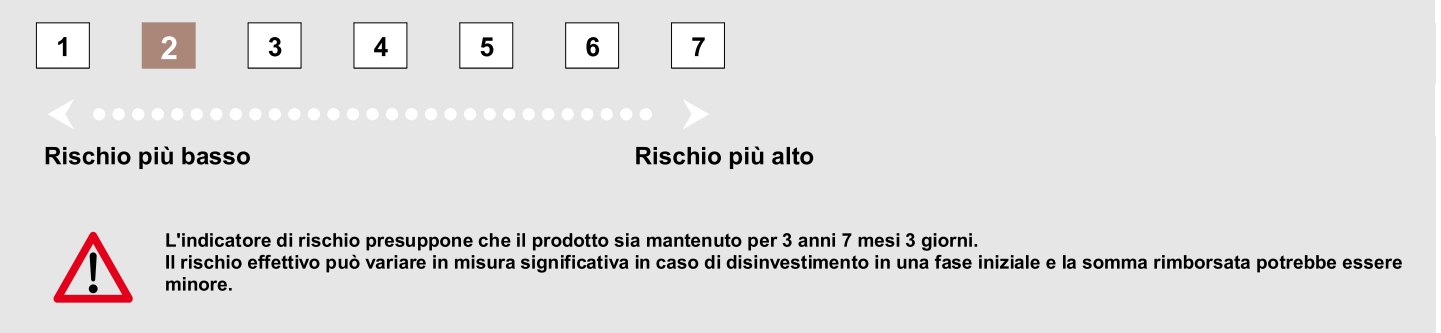 1 2 3 4 5 6 7
Rischio più basso Rischio più alto
L'indicatore di rischio presuppone che il prodotto sia mantenuto per 3 anni 7 mesi 3 giorni.
Il rischio effettivo può variare in misura significativa in caso di disinvestimento in una fase iniziale e la somma rimborsata potrebbe essere
minore.